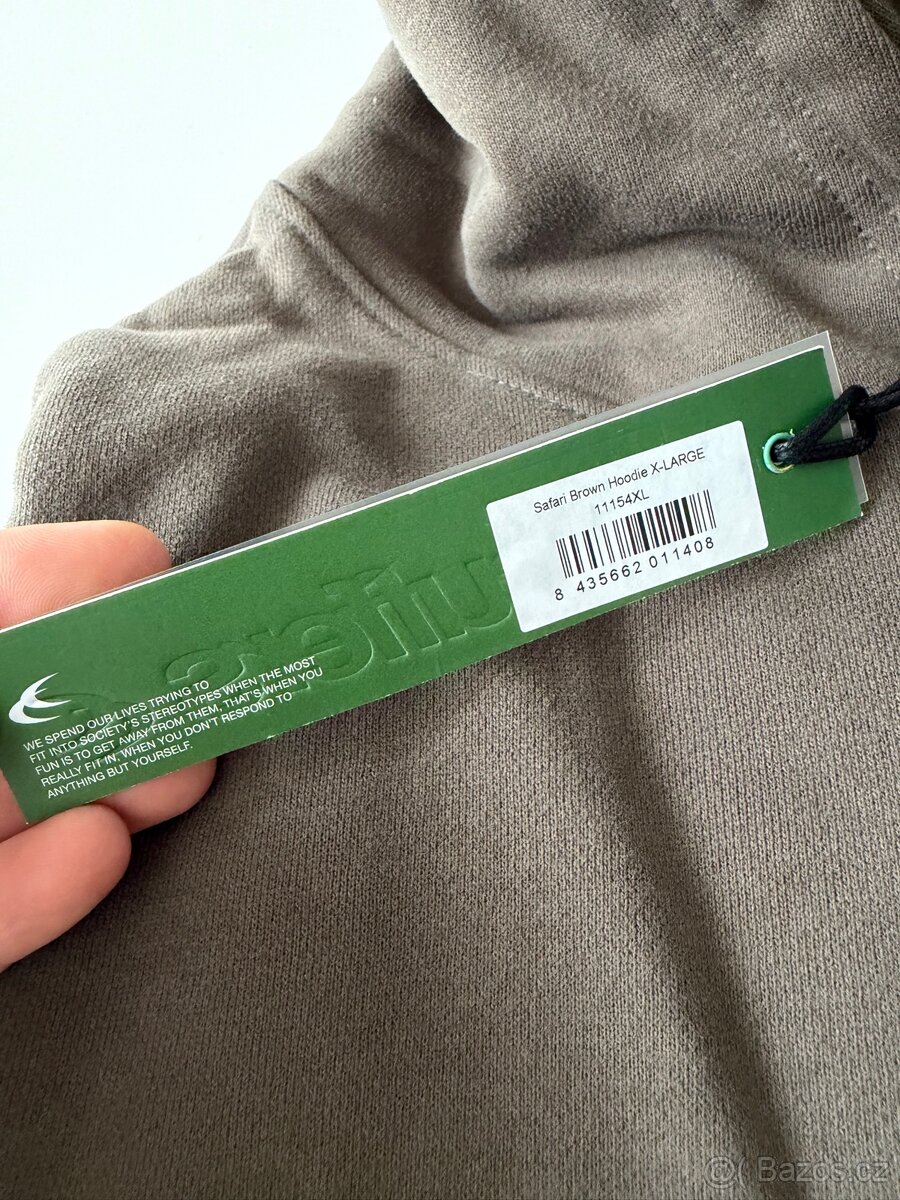 Safari Brown Hoodie X-LARGE
11154XL
8 435662 011408
WE SPEND OUR LIVES TRYING TO
FIT INTO SOCIETY'S STEREOTYPES WHEN THE MOST
FUN IS TO GET AWAY FROM THEM, THAT'S WHEN YOU
REALLY FIT IN, WHEN YOU DON'T RESPOND TO
ANYTHING BUT YOURSELF.
Bazos.cz